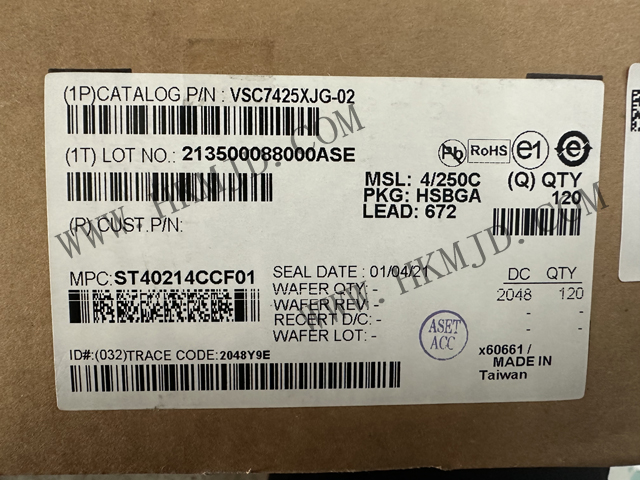 (1P)CATALOG P/N : VSC7425XJG-02
(1T) LOT NO.: 213500088000ASE
Pb RoHS e1 e
MSL: 4/250C (Q) QTY
PKG: HSBGA 120
LEAD: 672
(P) CUST.P/N:
MPC:ST40214CCF01
SEAL DATE : 01/04/21 DC QTY
WAFER QTY: - 2048 120
WAFER REV: - - -
RECERT D/C: - - -
WAFER LOT: -
ASET
ACC
x60661 /
MADE IN
Taiwan
ID#:(032)TRACE CODE:2048Y9E
WWW.HKMJD.COM
WWW.HKMJD.COM